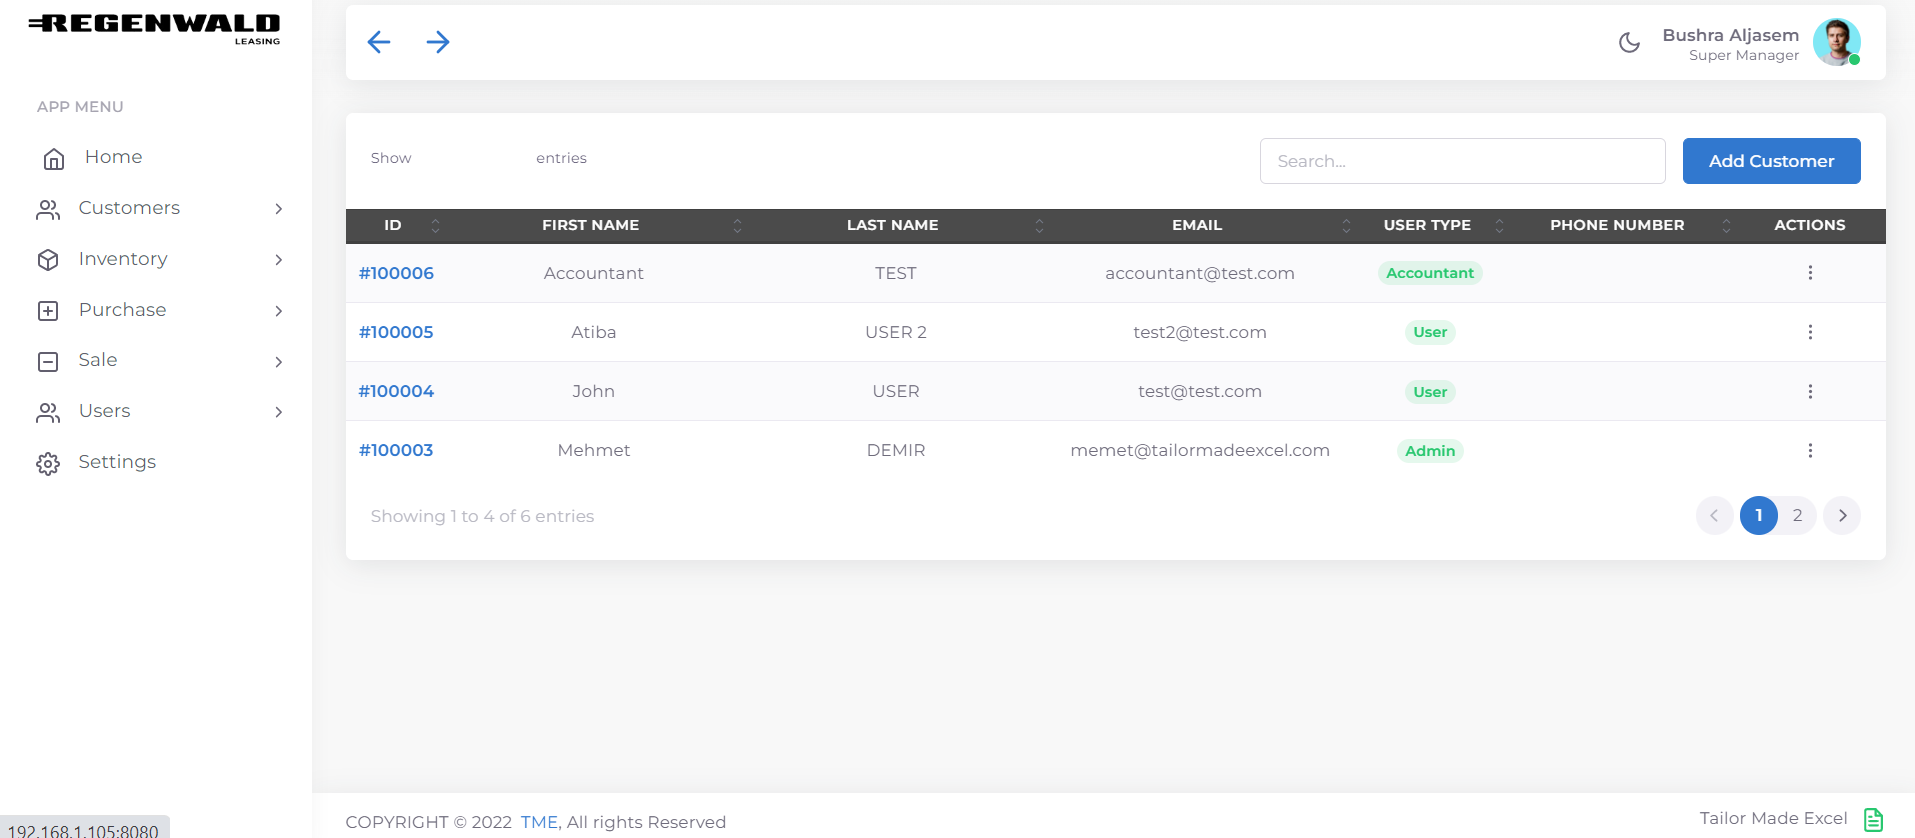 REGENWALD
LEASING
APP MENU
Home
Customers
Inventory
Purchase
Sale
Users
Settings
Bushra Aljasem
Super Manager
Show entries
Search...
Add Customer
ID FIRST NAME LAST NAME EMAIL USER TYPE PHONE NUMBER ACTIONS
#100006 Accountant TEST accountant@test.com Accountant
#100005 Atiba USER 2 test2@test.com User
#100004 John USER test@test.com User
#100003 Mehmet DEMIR memet@tailormadeexcel.com Admin
Showing 1 to 4 of 6 entries
1 2
COPYRIGHT © 2022 TME, All rights Reserved
Tailor Made Excel
192.168.1.105:8080